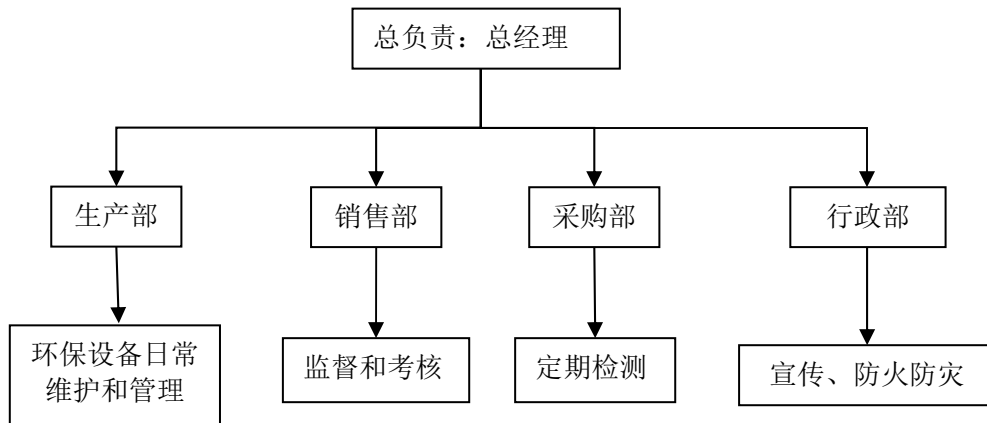 总负责：总经理
生产部
销售部
采购部
行政部
环保设备日常
维护和管理
监督和考核
定期检测
宣传、防火防灾